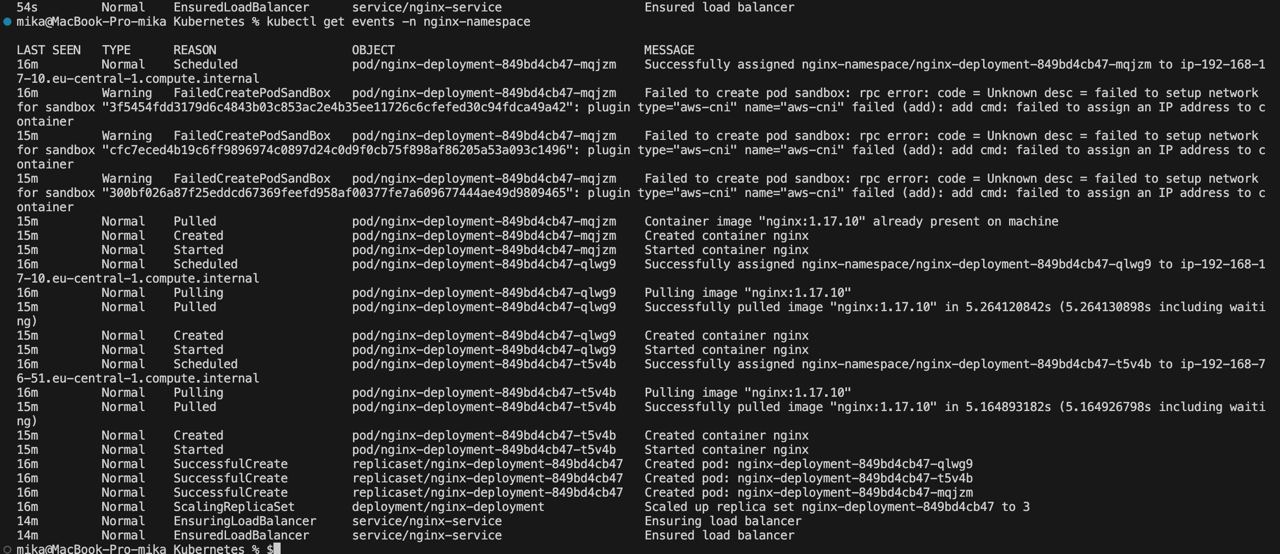 54s         Normal    EnsuredLoadBalancer      service/nginx-service                    Ensured load balancer
mika@MacBook-Pro-mika Kubernetes % kubectl get events -n nginx-namespace
LAST SEEN   TYPE      REASON                   OBJECT                                   MESSAGE
16m         Normal    Scheduled                pod/nginx-deployment-849bd4cb47-mqjzm    Successfully assigned nginx-namespace/nginx-deployment-849bd4cb47-mqjzm to ip-192-168-1
7-10.eu-central-1.compute.internal
16m         Warning   FailedCreatePodSandBox   pod/nginx-deployment-849bd4cb47-mqjzm    Failed to create pod sandbox: rpc error: code = Unknown desc = failed to setup network
for sandbox "3f5454fdd3179d6c4843b03c853ac2e4b35ee11726c6cfefed30c94fdca49a42": plugin type="aws-cni" name="aws-cni" failed (add): add cmd: failed to assign an IP address to c
ontainer
15m         Warning   FailedCreatePodSandBox   pod/nginx-deployment-849bd4cb47-mqjzm    Failed to create pod sandbox: rpc error: code = Unknown desc = failed to setup network
for sandbox "cfc7eced4b19c6ff9896974c0897d24c0d9f0cb75f898af86205a53a093c1496": plugin type="aws-cni" name="aws-cni" failed (add): add cmd: failed to assign an IP address to c
ontainer
15m         Warning   FailedCreatePodSandBox   pod/nginx-deployment-849bd4cb47-mqjzm    Failed to create pod sandbox: rpc error: code = Unknown desc = failed to setup network
for sandbox "300bf026a87f25eddcd67369feefd958af00377fe7a609677444ae49d9809465": plugin type="aws-cni" name="aws-cni" failed (add): add cmd: failed to assign an IP address to c
ontainer
15m         Normal    Pulled                   pod/nginx-deployment-849bd4cb47-mqjzm    Container image "nginx:1.17.10" already present on machine
15m         Normal    Created                  pod/nginx-deployment-849bd4cb47-mqjzm    Created container nginx
15m         Normal    Started                  pod/nginx-deployment-849bd4cb47-mqjzm    Started container nginx
16m         Normal    Scheduled                pod/nginx-deployment-849bd4cb47-qlwg9    Successfully assigned nginx-namespace/nginx-deployment-849bd4cb47-qlwg9 to ip-192-168-1
7-10.eu-central-1.compute.internal
16m         Normal    Pulling                  pod/nginx-deployment-849bd4cb47-qlwg9    Pulling image "nginx:1.17.10"
15m         Normal    Pulled                   pod/nginx-deployment-849bd4cb47-qlwg9    Successfully pulled image "nginx:1.17.10" in 5.264120842s (5.264130898s including waiti
ng)
15m         Normal    Created                  pod/nginx-deployment-849bd4cb47-qlwg9    Created container nginx
15m         Normal    Started                  pod/nginx-deployment-849bd4cb47-qlwg9    Started container nginx
16m         Normal    Scheduled                pod/nginx-deployment-849bd4cb47-t5v4b    Successfully assigned nginx-namespace/nginx-deployment-849bd4cb47-t5v4b to ip-192-168-7
6-51.eu-central-1.compute.internal
16m         Normal    Pulling                  pod/nginx-deployment-849bd4cb47-t5v4b    Pulling image "nginx:1.17.10"
15m         Normal    Pulled                   pod/nginx-deployment-849bd4cb47-t5v4b    Successfully pulled image "nginx:1.17.10" in 5.164893182s (5.164926798s including waiti
ng)
15m         Normal    Created                  pod/nginx-deployment-849bd4cb47-t5v4b    Created container nginx
15m         Normal    Started                  pod/nginx-deployment-849bd4cb47-t5v4b    Started container nginx
16m         Normal    SuccessfulCreate         replicaset/nginx-deployment-849bd4cb47   Created pod: nginx-deployment-849bd4cb47-qlwg9
16m         Normal    SuccessfulCreate         replicaset/nginx-deployment-849bd4cb47   Created pod: nginx-deployment-849bd4cb47-t5v4b
16m         Normal    SuccessfulCreate         replicaset/nginx-deployment-849bd4cb47   Created pod: nginx-deployment-849bd4cb47-mqjzm
16m         Normal    ScalingReplicaSet        deployment/nginx-deployment              Scaled up replica set nginx-deployment-849bd4cb47 to 3
14m         Normal    EnsuringLoadBalancer     service/nginx-service                    Ensuring load balancer
14m         Normal    EnsuredLoadBalancer      service/nginx-service                    Ensured load balancer
mika@MacBook-Pro-mika Kubernetes % $